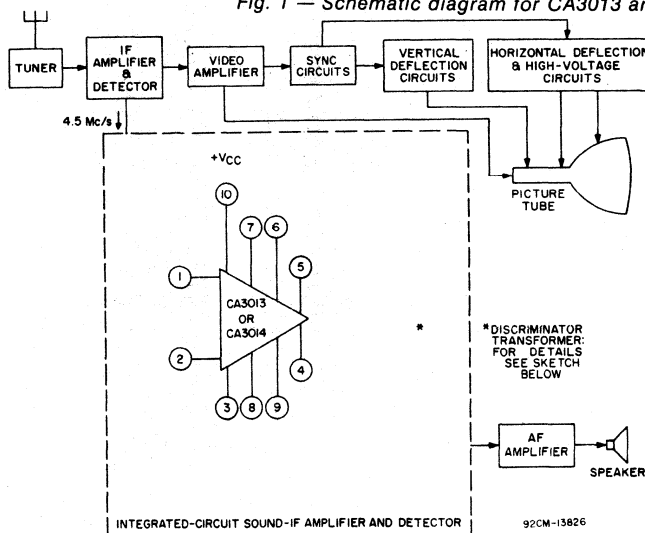 Fig. 1 — Schematic diagram for CA3013 an
TUNER
IF
AMPLIFIER
&
DETECTOR
VIDEO
AMPLIFIER
SYNC
CIRCUITS
VERTICAL
DEFLECTION
CIRCUITS
HORIZONTAL DEFLECTION
& HIGH-VOLTAGE
CIRCUITS
4.5 Mc/s
PICTURE
TUBE
+VCC
10
7
6
5
1
CA3013
OR
CA3014
2
4
3
8
9
*
*DISCRIMINATOR
TRANSFORMER:
FOR DETAILS
SEE SKETCH
BELOW
AF
AMPLIFIER
SPEAKER
INTEGRATED-CIRCUIT SOUND-IF AMPLIFIER AND DETECTOR
92CM-13826